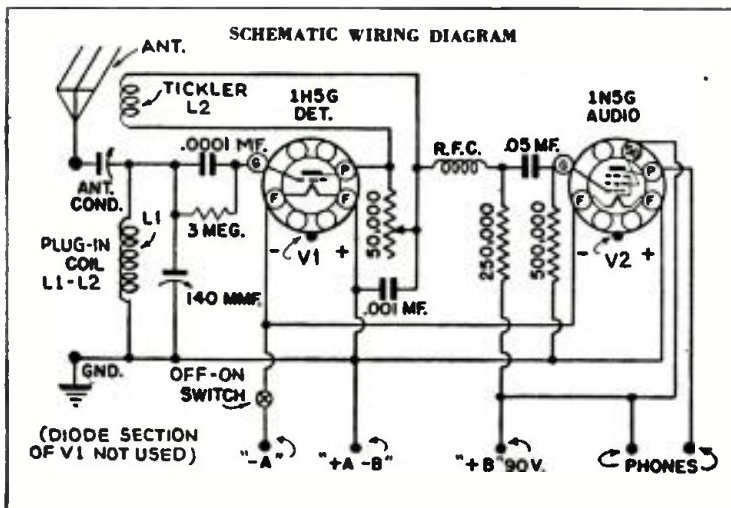 SCHEMATIC WIRING DIAGRAM
ANT.
TICKLER
L2
1H5G
DET.
1N5G
AUDIO
.0001 MF.
R.F.C.
.05 MF.
G
P
F
F
G
SG
P
F
F
ANT.
COND.
L1
3 MEG.
- V1 +
50,000
250,000
500,000
- V2 +
PLUG-IN
COIL
L1-L2
140 MMF.
.001 MF.
GND.
OFF-ON
SWITCH
(DIODE SECTION
OF V1 NOT USED)
"-A"
"+A -B"
"+B" 90 V.
PHONES